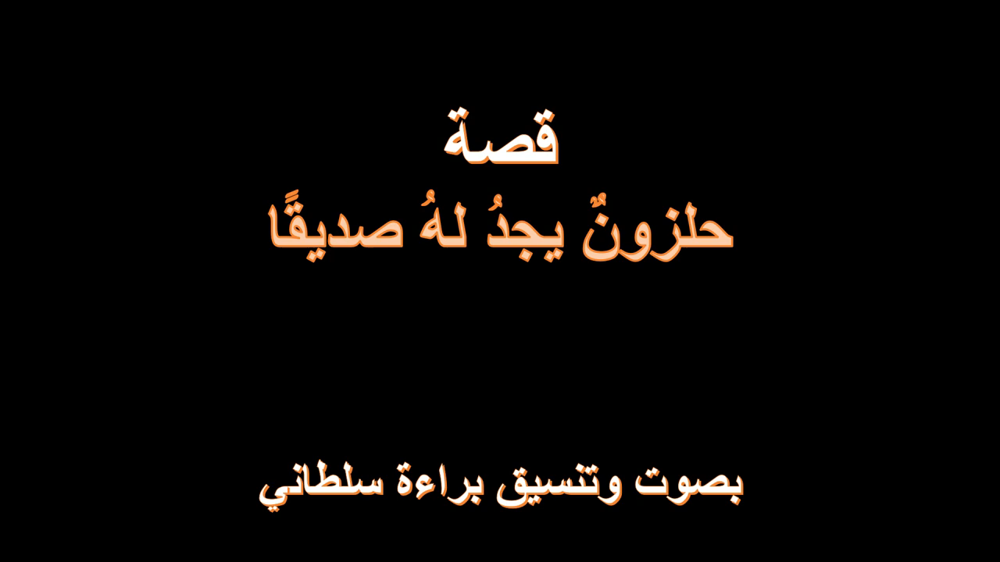 قصة
حلزونٌ يجدُ لهُ صديقًا
بصوت وتنسيق براءة سلطاني